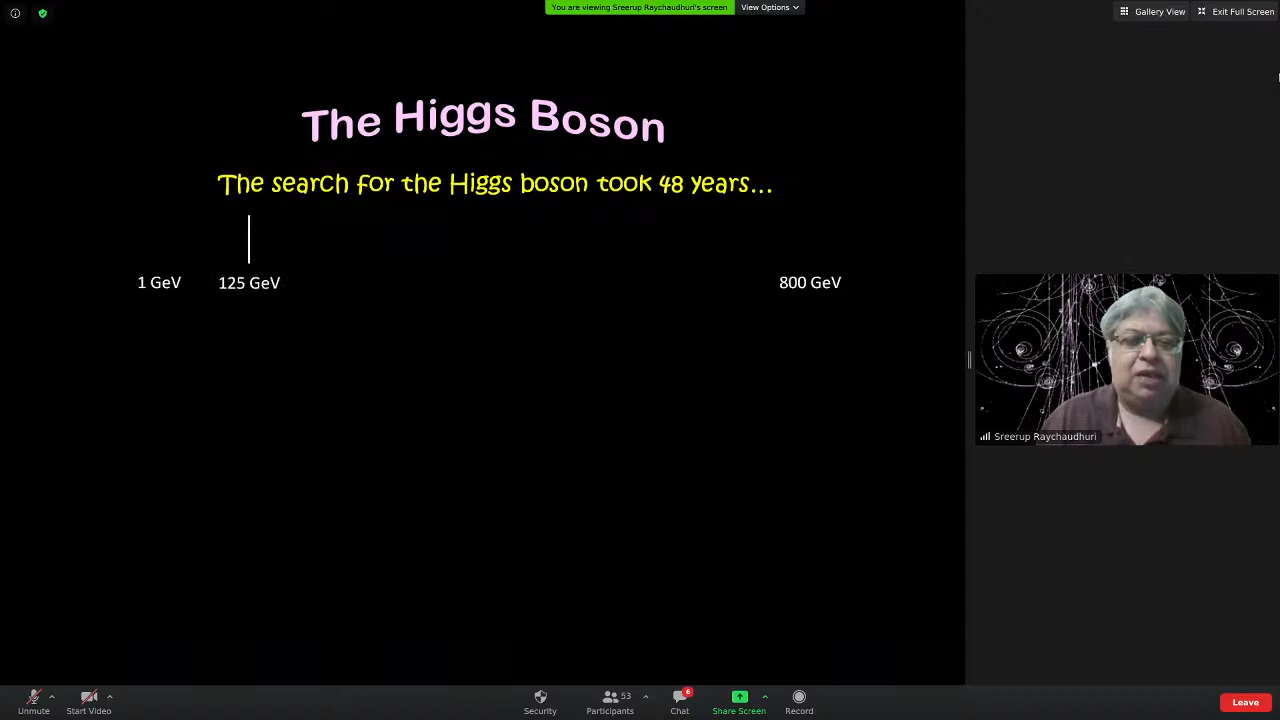 You are viewing Sreerup Raychaudhuri's screen
View Options
Gallery View
Exit Full Screen
The Higgs Boson
The search for the Higgs boson took 48 years...
1 GeV
125 GeV
800 GeV
Sreerup Raychaudhuri
Unmute
Start Video
Security
53
Participants
6
Chat
Share Screen
Record
Leave